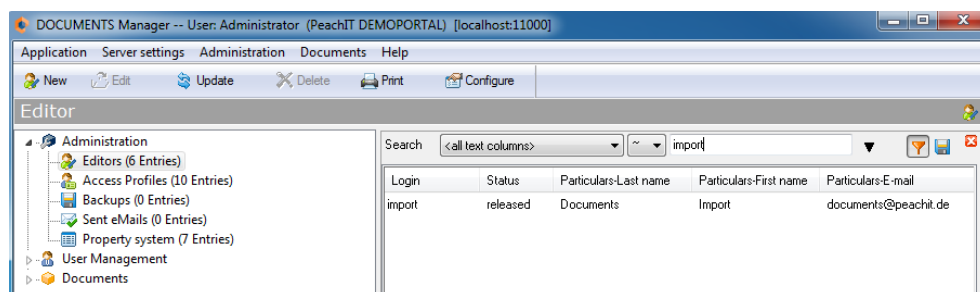 DOCUMENTS Manager -- User: Administrator (PeachIT DEMOPORTAL) [localhost:11000]
Application Server settings Administration Documents Help
New Edit Update Delete Print Configure
Editor
Administration
Editors (6 Entries)
Access Profiles (10 Entries)
Backups (0 Entries)
Sent eMails (0 Entries)
Property system (7 Entries)
User Management
Documents
Search <all text columns> ~ import
Login Status Particulars-Last name Particulars-First name Particulars-E-mail
import released Documents Import documents@peachit.de